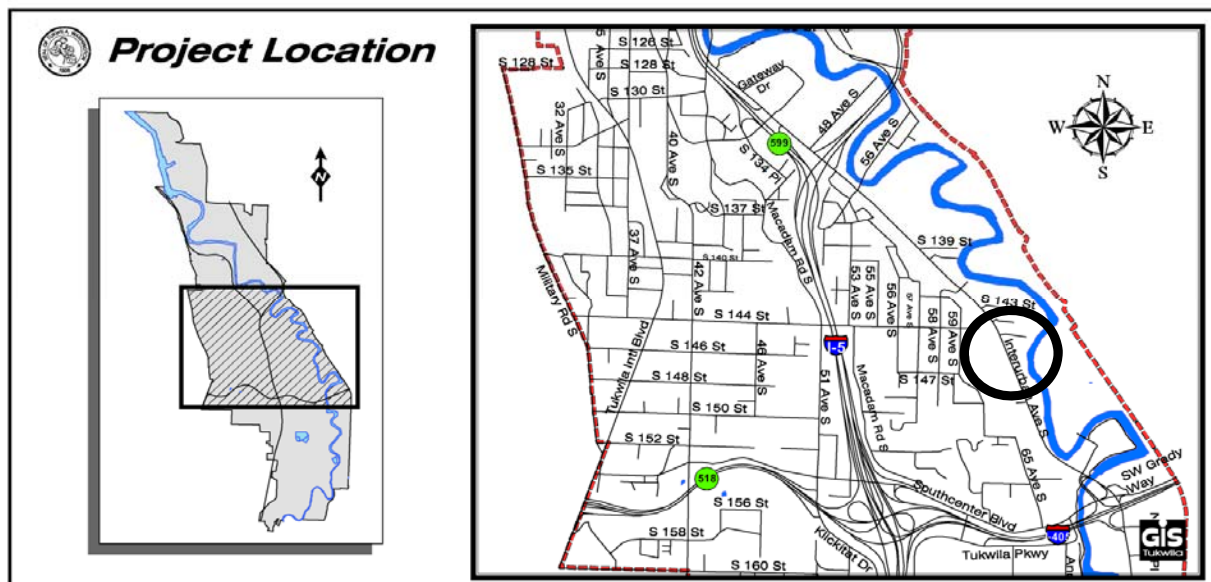 Project Location
N
S 126 St
S 128 St
S 128 St
S 130 St
Gateway Dr
48 Ave S
56 Ave S
32 Ave S
40 Ave S
599
S 134 Pl
S 135 St
S 137 St
Macadam Rd S
N
W
E
S
37 Ave S
42 Ave S
S 140 St
S 139 St
Military Rd S
Tukwila Intl Blvd
53 Ave S
55 Ave S
56 Ave S
57 Ave S
58 Ave S
59 Ave S
S 143 St
S 144 St
Interurban Ave S
S 146 St
46 Ave S
I-5
S 147 St
S 148 St
51 Ave S
Macadam Rd S
S 150 St
S 152 St
65 Ave S
SW Grady Way
518
Southcenter Blvd
S 156 St
S 158 St
Klickitat Dr
I-405
Tukwila Pkwy
S 160 St
GIS
Tukwila